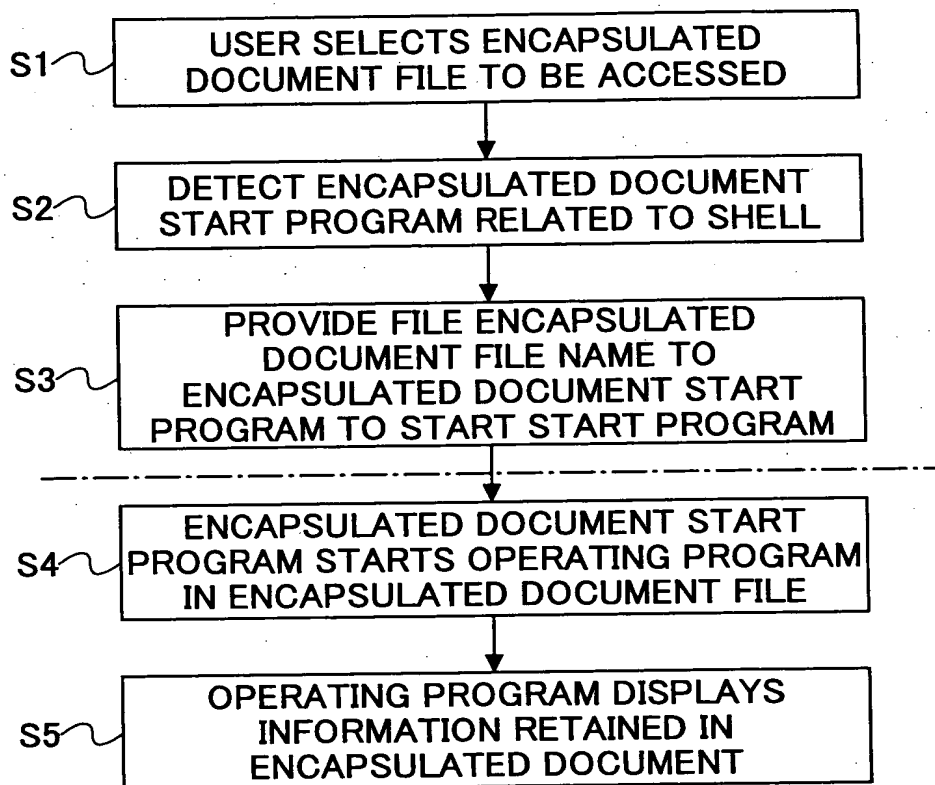 S1
USER SELECTS ENCAPSULATED
DOCUMENT FILE TO BE ACCESSED
S2
DETECT ENCAPSULATED DOCUMENT
START PROGRAM RELATED TO SHELL
S3
PROVIDE FILE ENCAPSULATED
DOCUMENT FILE NAME TO
ENCAPSULATED DOCUMENT START
PROGRAM TO START START PROGRAM
S4
ENCAPSULATED DOCUMENT START
PROGRAM STARTS OPERATING PROGRAM
IN ENCAPSULATED DOCUMENT FILE
S5
OPERATING PROGRAM DISPLAYS
INFORMATION RETAINED IN
ENCAPSULATED DOCUMENT